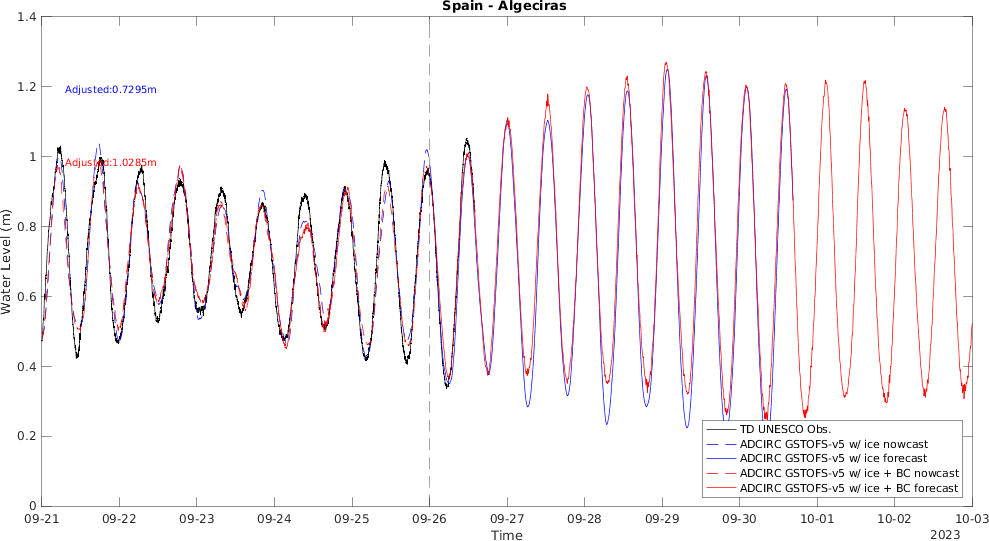 Spain - Algeciras
1.4
1.2
1
0.8
0.6
0.4
0.2
0
Water Level (m)
Adjusted:0.7295m
Adjusted:1.0285m
TD UNESCO Obs.
ADCIRC GSTOFS-v5 w/ ice nowcast
ADCIRC GSTOFS-v5 w/ ice forecast
ADCIRC GSTOFS-v5 w/ ice + BC nowcast
ADCIRC GSTOFS-v5 w/ ice + BC forecast
09-21 09-22 09-23 09-24 09-25 09-26 09-27 09-28 09-29 09-30 10-01 10-02 10-03
Time
2023